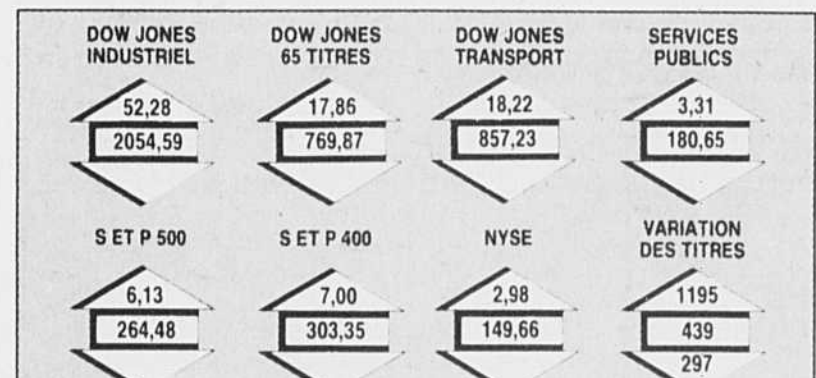 DOW JONES
INDUSTRIEL
52,28
2054,59
DOW JONES
65 TITRES
17,86
769,87
DOW JONES
TRANSPORT
18,22
857,23
SERVICES
PUBLICS
3,31
180,65
S ET P 500
6,13
264,48
S ET P 400
7,00
303,35
NYSE
2,98
149,66
VARIATION
DES TITRES
1195
439
297